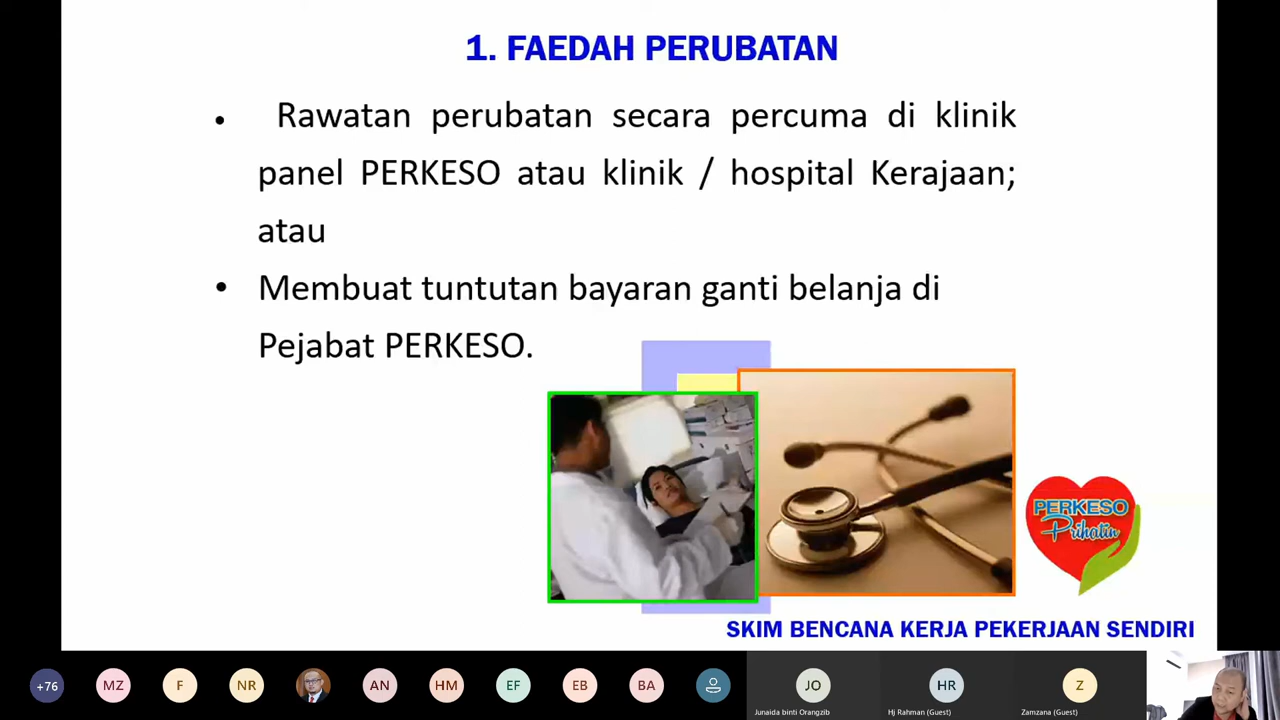 1. FAEDAH PERUBATAN
• Rawatan perubatan secara percuma di klinik
panel PERKESO atau klinik / hospital Kerajaan;
atau
• Membuat tuntutan bayaran ganti belanja di
Pejabat PERKESO.
PERKESO
Prihatin
SKIM BENCANA KERJA PEKERJAAN SENDIRI
+76 MZ F NR AN HM EF EB BA JO HR Z
Junaida binti Orangzib Hj Rahman (Guest) Zamzana (Guest)